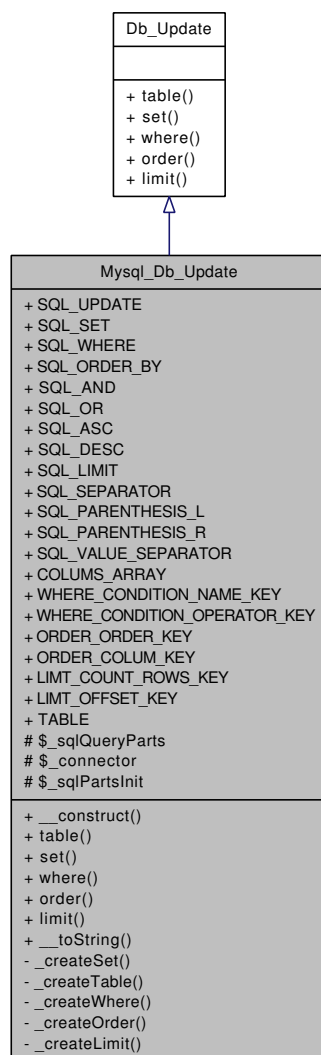 Db_Update
+ table()
+ set()
+ where()
+ order()
+ limit()
Mysql_Db_Update
+ SQL_UPDATE
+ SQL_SET
+ SQL_WHERE
+ SQL_ORDER_BY
+ SQL_AND
+ SQL_OR
+ SQL_ASC
+ SQL_DESC
+ SQL_LIMIT
+ SQL_SEPARATOR
+ SQL_PARENTHESIS_L
+ SQL_PARENTHESIS_R
+ SQL_VALUE_SEPARATOR
+ COLUMS_ARRAY
+ WHERE_CONDITION_NAME_KEY
+ WHERE_CONDITION_OPERATOR_KEY
+ ORDER_ORDER_KEY
+ ORDER_COLUM_KEY
+ LIMT_COUNT_ROWS_KEY
+ LIMT_OFFSET_KEY
+ TABLE
# $_sqlQueryParts
# $_connector
# $_sqlPartsInit
+ __construct()
+ table()
+ set()
+ where()
+ order()
+ limit()
+ __toString()
- _createSet()
- _createTable()
- _createWhere()
- _createOrder()
- _createLimit()